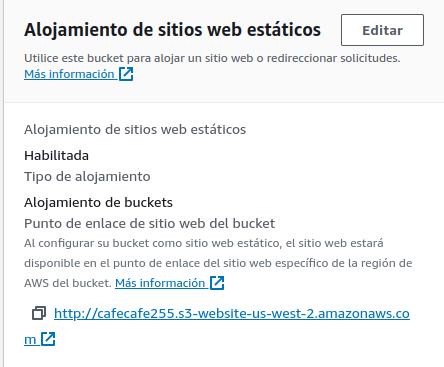 Alojamiento de sitios web estáticos
Editar
Utilice este bucket para alojar un sitio web o redireccionar solicitudes.
Más información
Alojamiento de sitios web estáticos
Habilitada
Tipo de alojamiento
Alojamiento de buckets
Punto de enlace de sitio web del bucket
Al configurar su bucket como sitio web estático, el sitio web estará
disponible en el punto de enlace del sitio web específico de la región de
AWS del bucket. Más información
http://cafecafe255.s3-website-us-west-2.amazonaws.co
m